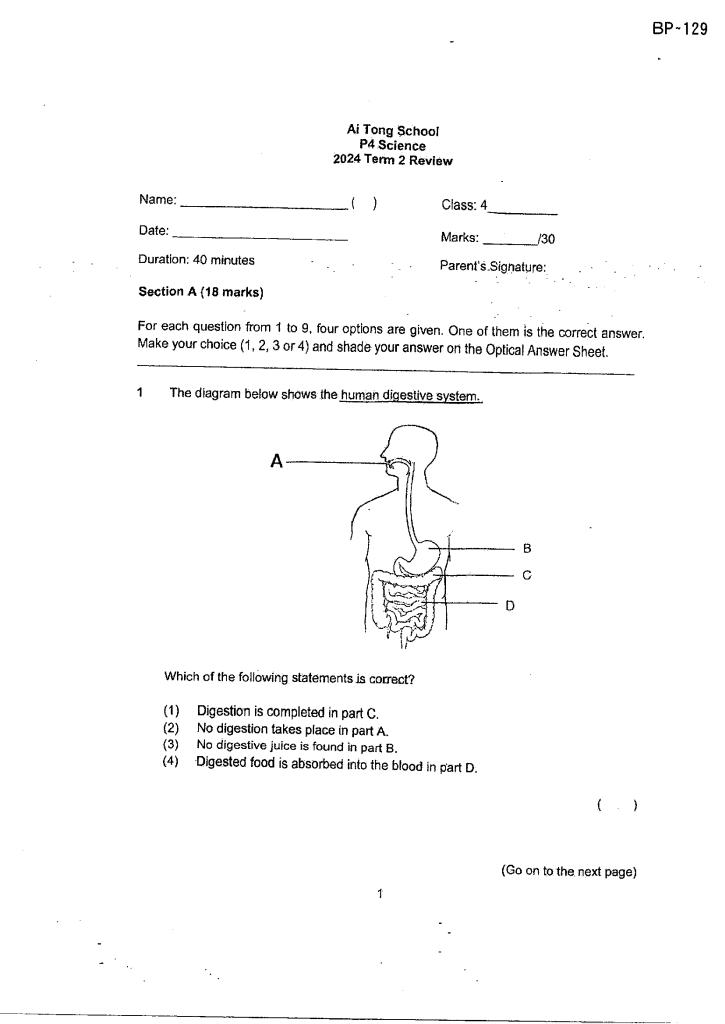 BP-129
Ai Tong School
P4 Science
2024 Term 2 Review
Name: ____________________ ( )
Class: 4__________
Date: ____________________
Marks: ________/30
Duration: 40 minutes
Parent's Signature:
Section A (18 marks)
For each question from 1 to 9, four options are given. One of them is the correct answer.
Make your choice (1, 2, 3 or 4) and shade your answer on the Optical Answer Sheet.
1 The diagram below shows the human digestive system.
A
B
C
D
Which of the following statements is correct?
(1) Digestion is completed in part C.
(2) No digestion takes place in part A.
(3) No digestive juice is found in part B.
(4) Digested food is absorbed into the blood in part D.
( )
(Go on to the next page)
1